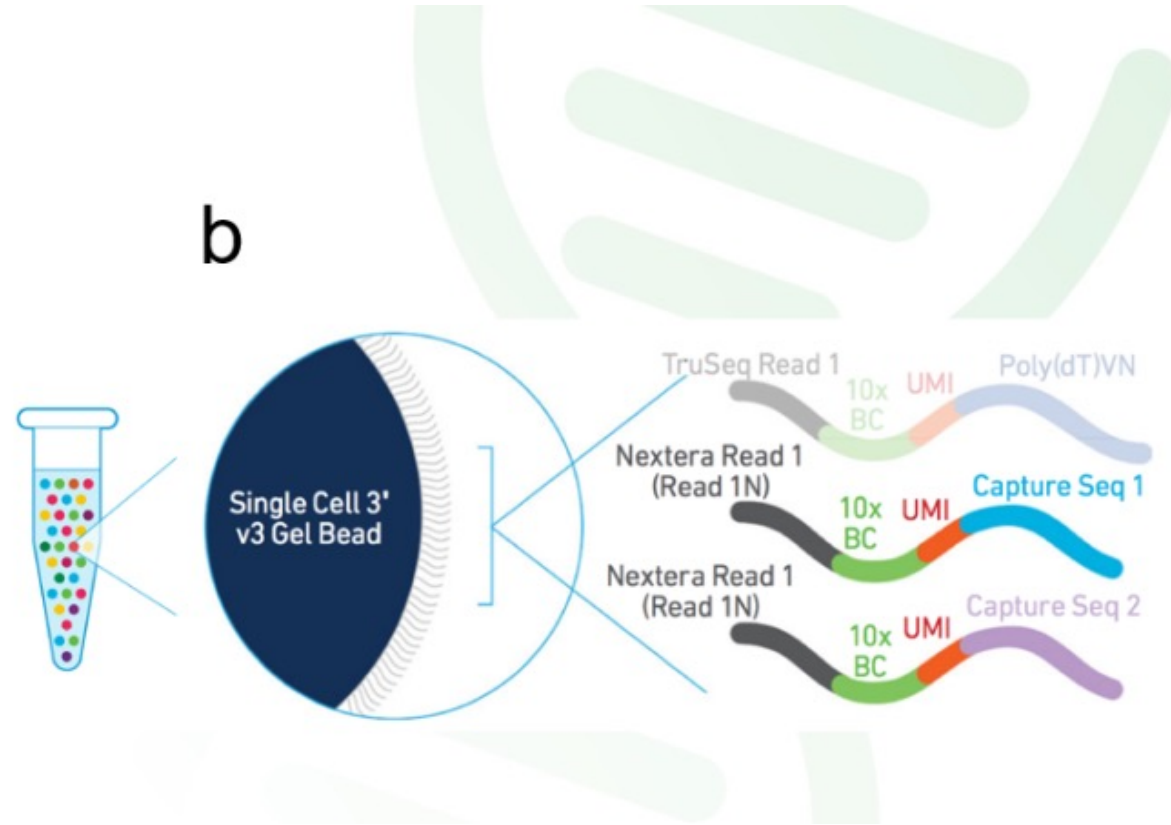 b
Single Cell 3'
v3 Gel Bead
TruSeq Read 1
10x
BC
UMI
Poly(dT)VN
Nextera Read 1
(Read 1N)
10x
BC
UMI
Capture Seq 1
Nextera Read 1
(Read 1N)
10x
BC
UMI
Capture Seq 2